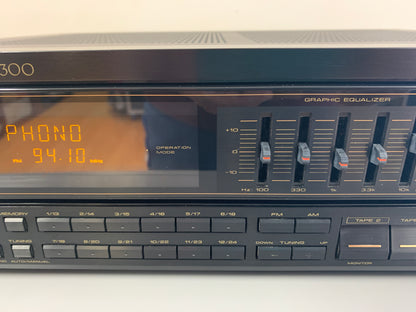 300
GRAPHIC EQUALIZER
PHONO
FM 94.10 MHz
OPERATION
MODE
+10
0
-10
Hz 100 330 1k 3.3k 10k
MEMORY 1/13 2/14 3/15 4/16 5/17 6/18 FM AM TAPE 2
TUNING 7/19 8/20 9/21 10/22 11/23 12/24 DOWN TUNING UP
AUTO/MANUAL MONITOR